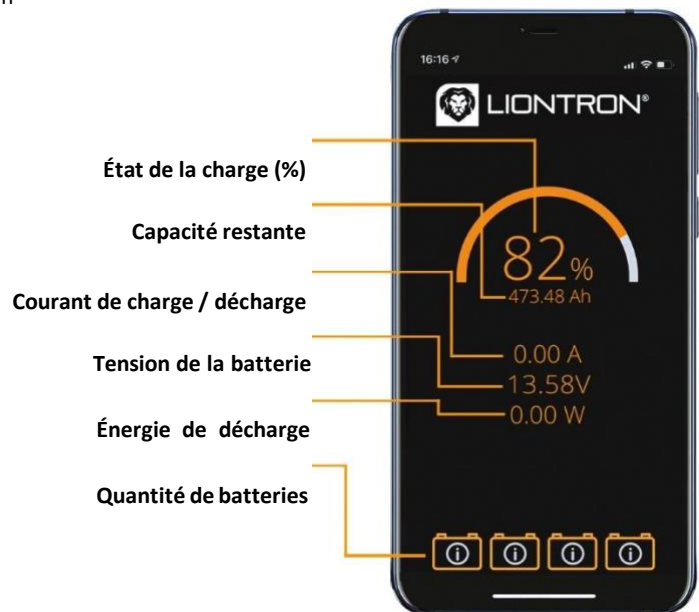 16:16
LIONTRON®
État de la charge (%)
Capacité restante
Courant de charge / décharge
Tension de la batterie
Énergie de décharge
Quantité de batteries
82%
473.48 Ah
0.00 A
13.58V
0.00 W